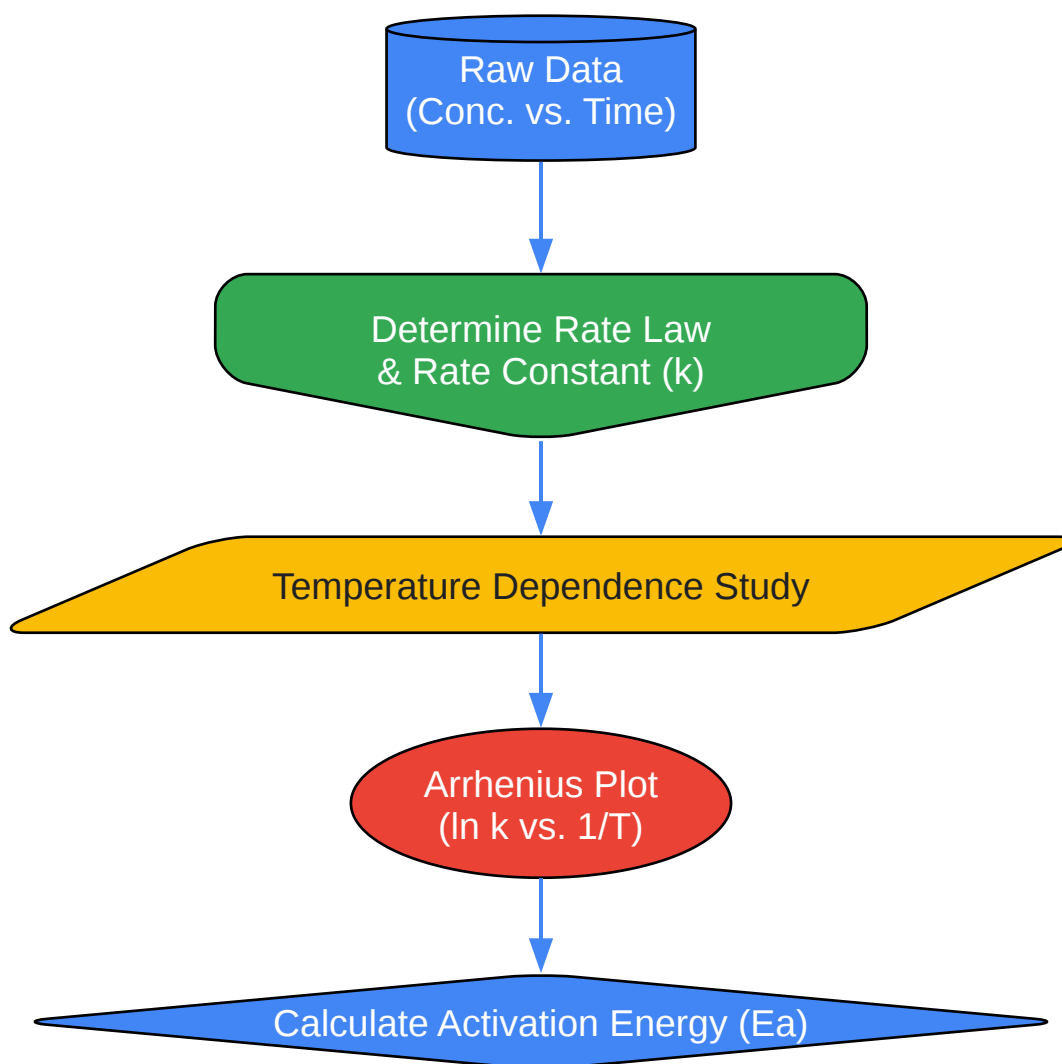 Raw Data
(Conc. vs. Time)
Determine Rate Law
& Rate Constant (k)
Temperature Dependence Study
Arrhenius Plot
(ln k vs. 1/T)
Calculate Activation Energy (Ea)